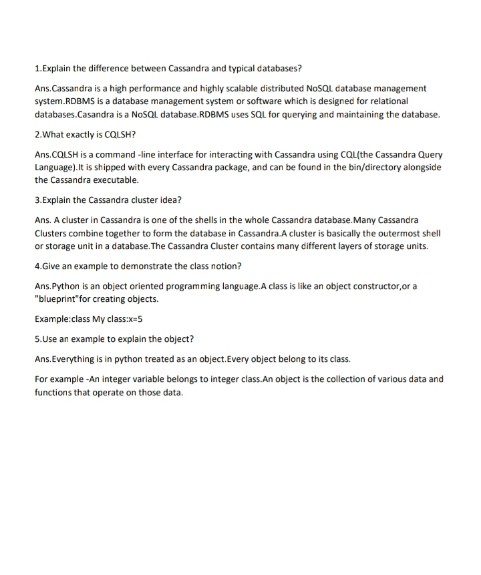 1.Explain the difference between Cassandra and typical databases?
Ans.Cassandra is a high performance and highly scalable distributed NoSQL database management
system.RDBMS is a database management system or software which is designed for relational
databases.Casandra is a NoSQL database.RDBMS uses SQL for querying and maintaining the database.
2.What exactly is CQLSH?
Ans.CQLSH is a command -line interface for interacting with Cassandra using CQL(the Cassandra Query
Language).It is shipped with every Cassandra package, and can be found in the bin/directory alongside
the Cassandra executable.
3.Explain the Cassandra cluster idea?
Ans. A cluster in Cassandra is one of the shells in the whole Cassandra database.Many Cassandra
Clusters combine together to form the database in Cassandra.A cluster is basically the outermost shell
or storage unit in a database.The Cassandra Cluster contains many different layers of storage units.
4.Give an example to demonstrate the class notion?
Ans.Python is an object oriented programming language.A class is like an object constructor,or a
"blueprint"for creating objects.
Example:class My class:x=5
5.Use an example to explain the object?
Ans.Everything is in python treated as an object.Every object belong to its class.
For example -An integer variable belongs to integer class.An object is the collection of various data and
functions that operate on those data.